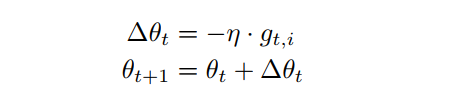 Δθ_t = −η · g_{t,i}
θ_{t+1} = θ_t + Δθ_t